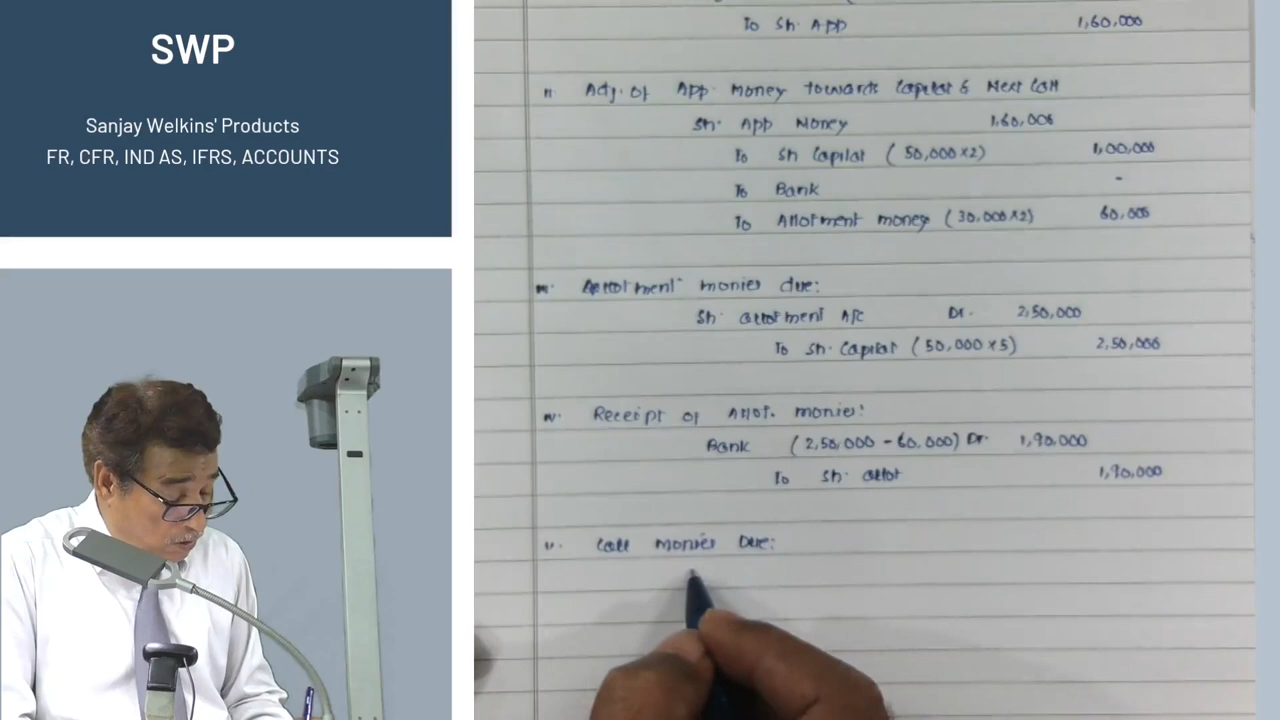 SWP
Sanjay Welkins' Products
FR, CFR, IND AS, IFRS, ACCOUNTS
To Sh. App 1,60,000
II. Adj. of App. money towards Capital & Next Call
Sh. App Money 1,60,000
To Sh Capital (50,000×2) 1,00,000
To Bank -
To Allotment money (30,000×2) 60,000
III. Allotment monies due:
Sh. allotment A/c Dr. 2,50,000
To Sh. Capital (50,000×5) 2,50,000
IV. Receipt of Allot. monies:
Bank (2,50,000 - 60,000) Dr. 1,90,000
To Sh. allot 1,90,000
V. Call monies Due: